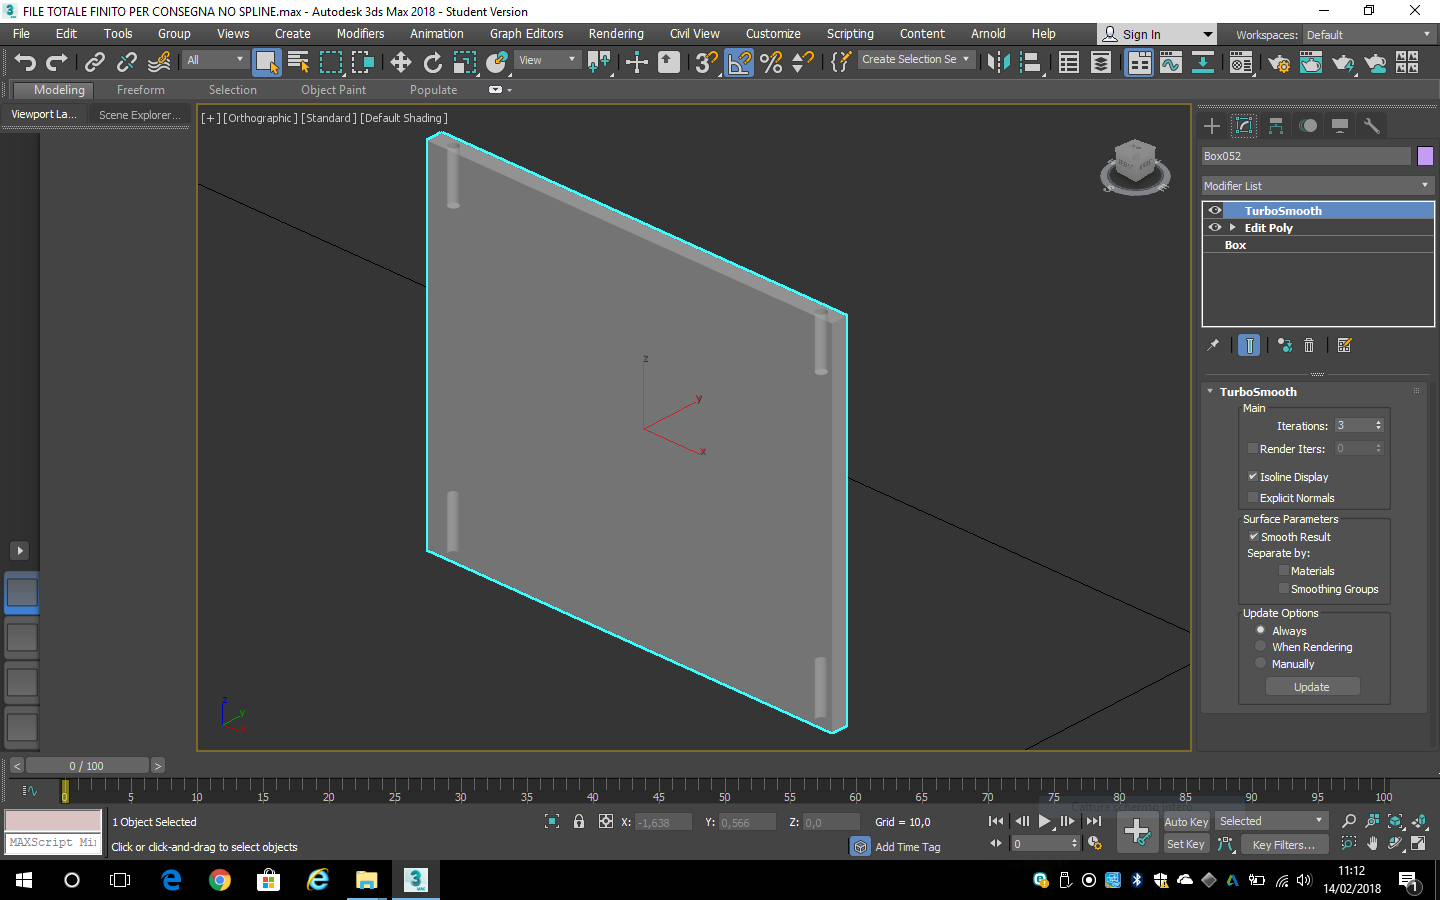 FILE TOTALE FINITO PER CONSEGNA NO SPLINE.max - Autodesk 3ds Max 2018 - Student Version
File Edit Tools Group Views Create Modifiers Animation Graph Editors Rendering Civil View Customize Scripting Content Arnold Help Sign In Workspaces: Default
All View 3 Create Selection Se
Modeling Freeform Selection Object Paint Populate
Viewport La... Scene Explorer...
[+] [Orthographic] [Standard] [Default Shading]
Box052
Modifier List
TurboSmooth
Edit Poly
Box
TurboSmooth
Main
Iterations: 3
Render Iters: 0
Isoline Display
Explicit Normals
Surface Parameters
Smooth Result
Separate by:
Materials
Smoothing Groups
Update Options
Always
When Rendering
Manually
Update
z
y
x
z
y
x
S
E
< 0 / 100 >
0 5 10 15 20 25 30 35 40 45 50 55 60 65 70 75 80 85 90 95 100
Cattura schermo intero
1 Object Selected X: -1,638 Y: 0,566 Z: 0,0 Grid = 10,0 Auto Key Selected
MAXScript Mi
Click or click-and-drag to select objects Add Time Tag 0 Set Key Key Filters...
3
MAX
11:12
14/02/2018
1